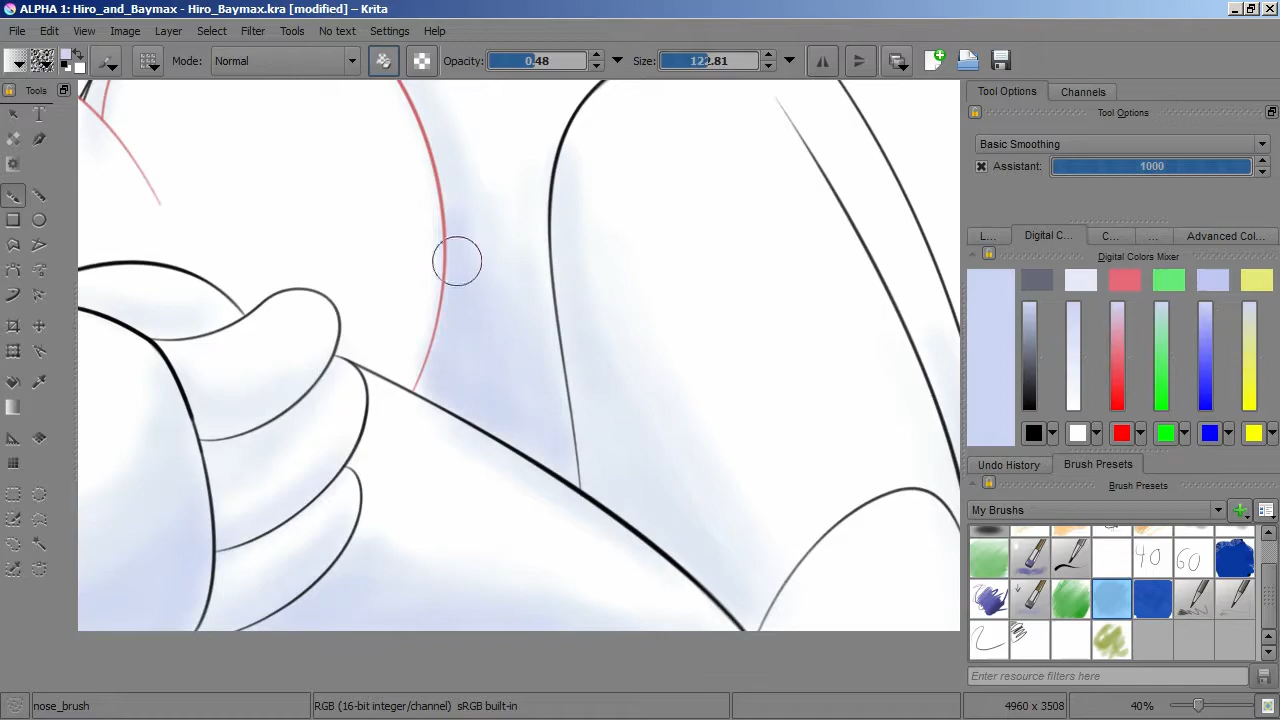 ALPHA 1: Hiro_and_Baymax - Hiro_Baymax.kra [modified] – Krita
File Edit View Image Layer Select Filter Tools No text Settings Help
Mode: Normal Opacity: 0.48 Size: 122.81
Tools
Tool Options Channels
Tool Options
Basic Smoothing
Assistant: 1000
L... Digital C... C... ... Advanced Col...
Digital Colors Mixer
Undo History Brush Presets
Brush Presets
My Brushes
40 60
Enter resource filters here
nose_brush RGB (16-bit integer/channel) sRGB built-in 4960 x 3508 40%